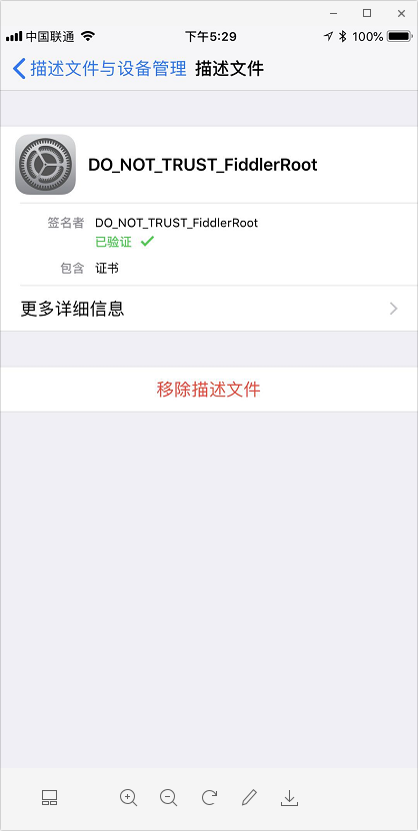 中国联通 下午5:29 100%
描述文件与设备管理 描述文件
DO_NOT_TRUST_FiddlerRoot
签名者 DO_NOT_TRUST_FiddlerRoot
已验证
包含 证书
更多详细信息
移除描述文件